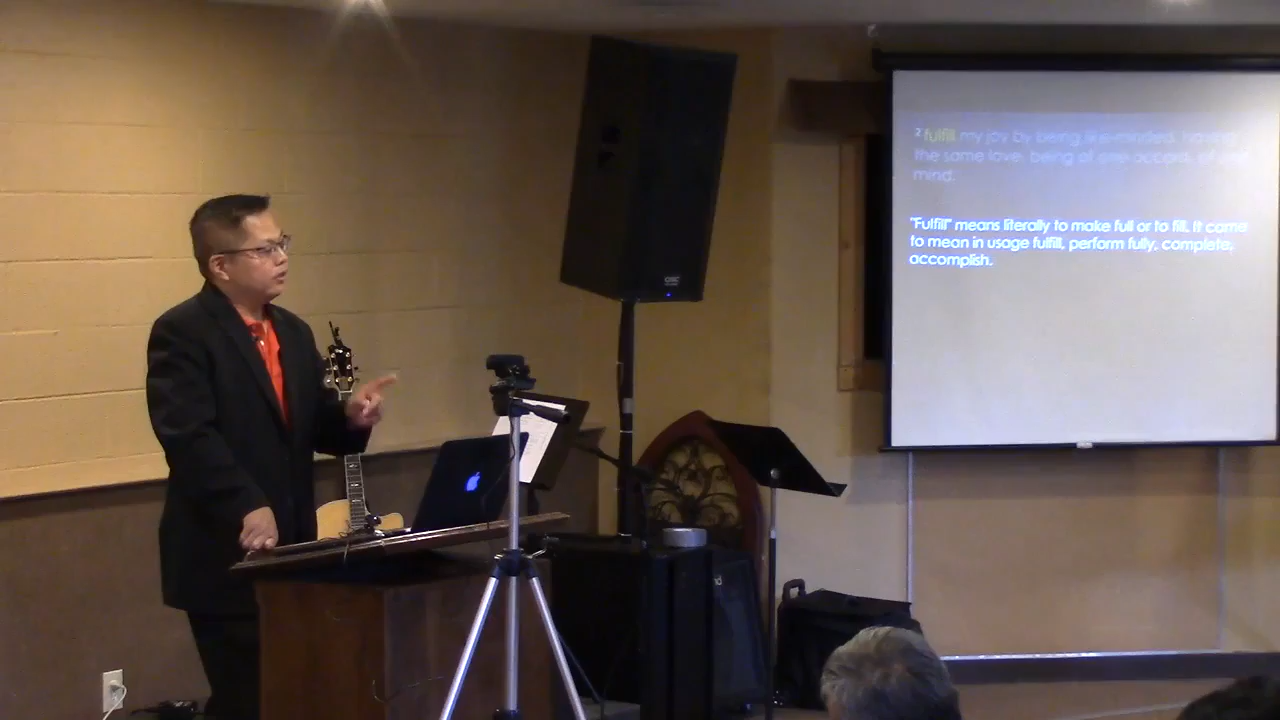 2 fulfill my joy by being like-minded, having
the same love, being of one accord, of one
mind.
"Fulfill" means literally to make full or to fill. It came
to mean in usage fulfill, perform fully, complete,
accomplish.
QSC